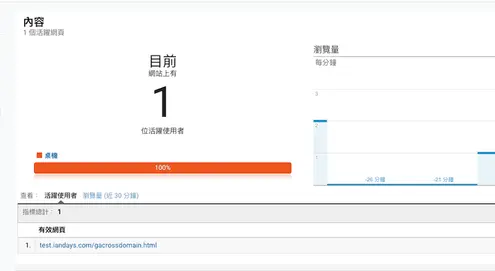 內容
1 個活躍網頁
目前
網站上有
1
位活躍使用者
桌機
100%
瀏覽量
每分鐘
3
2
1
-26 分鐘
-21 分鐘
查看： 活躍使用者 瀏覽量 (近 30 分鐘)
指標總計： 1
有效網頁
1. test.iandays.com/gacrossdomain.html